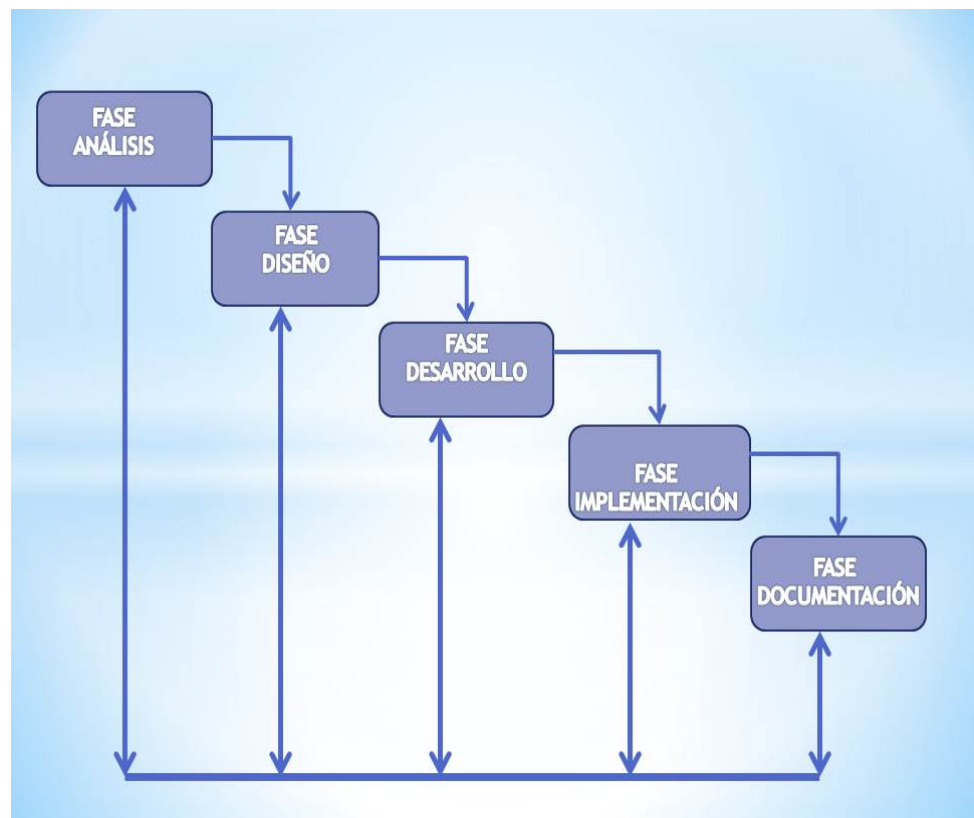 FASE
ANÁLISIS
FASE
DISEÑO
FASE
DESARROLLO
FASE
IMPLEMENTACIÓN
FASE
DOCUMENTACIÓN